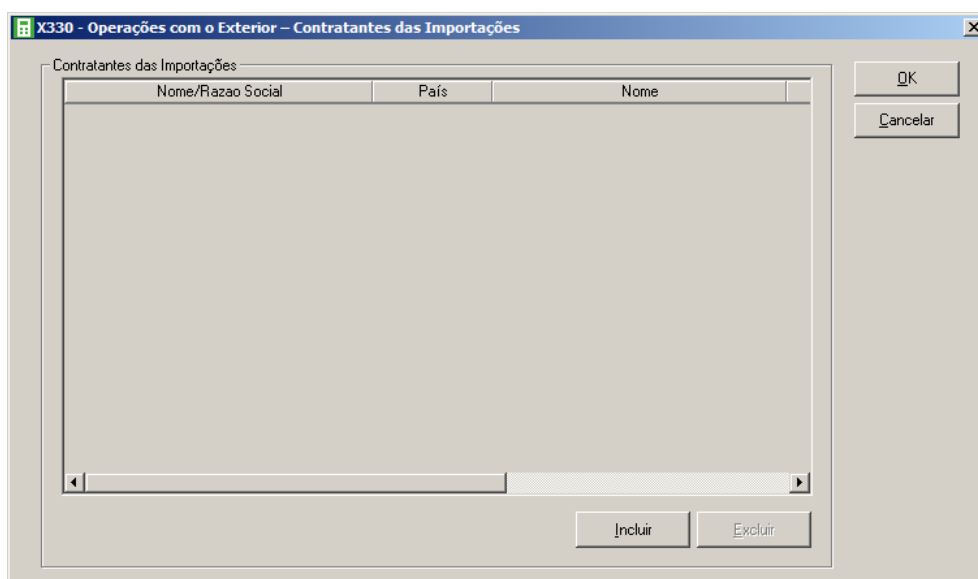 X330 - Operações com o Exterior – Contratantes das Importações
Contratantes das Importações
Nome/Razao Social País Nome
OK
Cancelar
Incluir Excluir